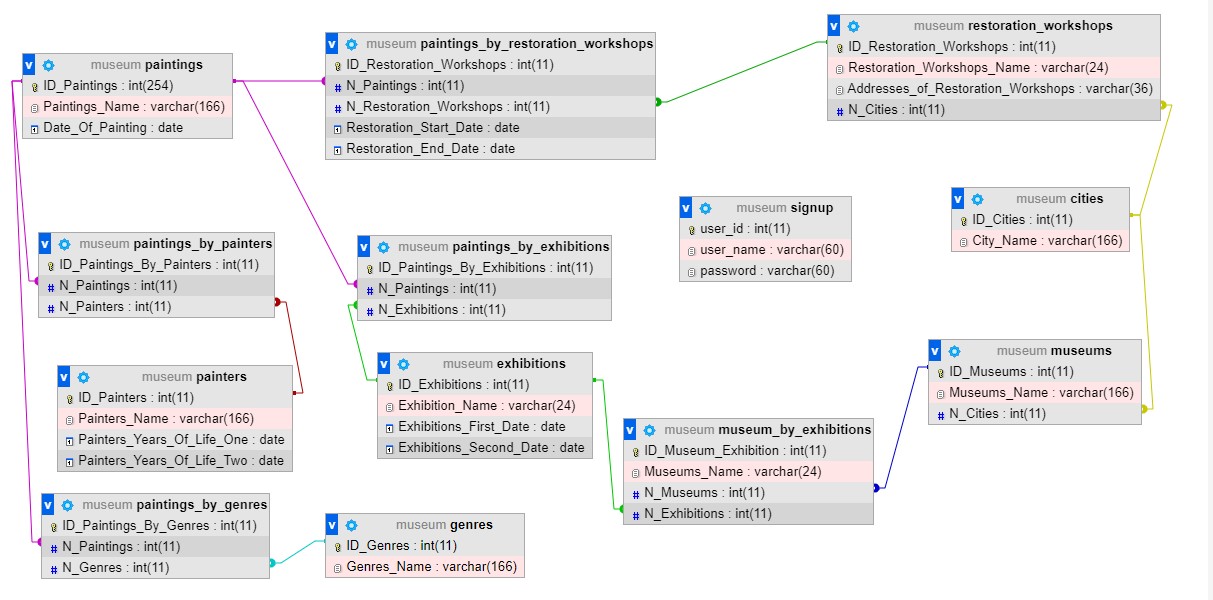 v museum paintings
ID_Paintings : int(254)
Paintings_Name : varchar(166)
Date_Of_Painting : date
v museum paintings_by_restoration_workshops
ID_Restoration_Workshops : int(11)
N_Paintings : int(11)
N_Restoration_Workshops : int(11)
Restoration_Start_Date : date
Restoration_End_Date : date
v museum restoration_workshops
ID_Restoration_Workshops : int(11)
Restoration_Workshops_Name : varchar(24)
Addresses_of_Restoration_Workshops : varchar(36)
N_Cities : int(11)
v museum signup
user_id : int(11)
user_name : varchar(60)
password : varchar(60)
v museum cities
ID_Cities : int(11)
City_Name : varchar(166)
v museum paintings_by_painters
ID_Paintings_By_Painters : int(11)
N_Paintings : int(11)
N_Painters : int(11)
v museum paintings_by_exhibitions
ID_Paintings_By_Exhibitions : int(11)
N_Paintings : int(11)
N_Exhibitions : int(11)
v museum painters
ID_Painters : int(11)
Painters_Name : varchar(166)
Painters_Years_Of_Life_One : date
Painters_Years_Of_Life_Two : date
v museum exhibitions
ID_Exhibitions : int(11)
Exhibition_Name : varchar(24)
Exhibitions_First_Date : date
Exhibitions_Second_Date : date
v museum museums
ID_Museums : int(11)
Museums_Name : varchar(166)
N_Cities : int(11)
v museum museum_by_exhibitions
ID_Museum_Exhibition : int(11)
Museums_Name : varchar(24)
N_Museums : int(11)
N_Exhibitions : int(11)
v museum paintings_by_genres
ID_Paintings_By_Genres : int(11)
N_Paintings : int(11)
N_Genres : int(11)
v museum genres
ID_Genres : int(11)
Genres_Name : varchar(166)